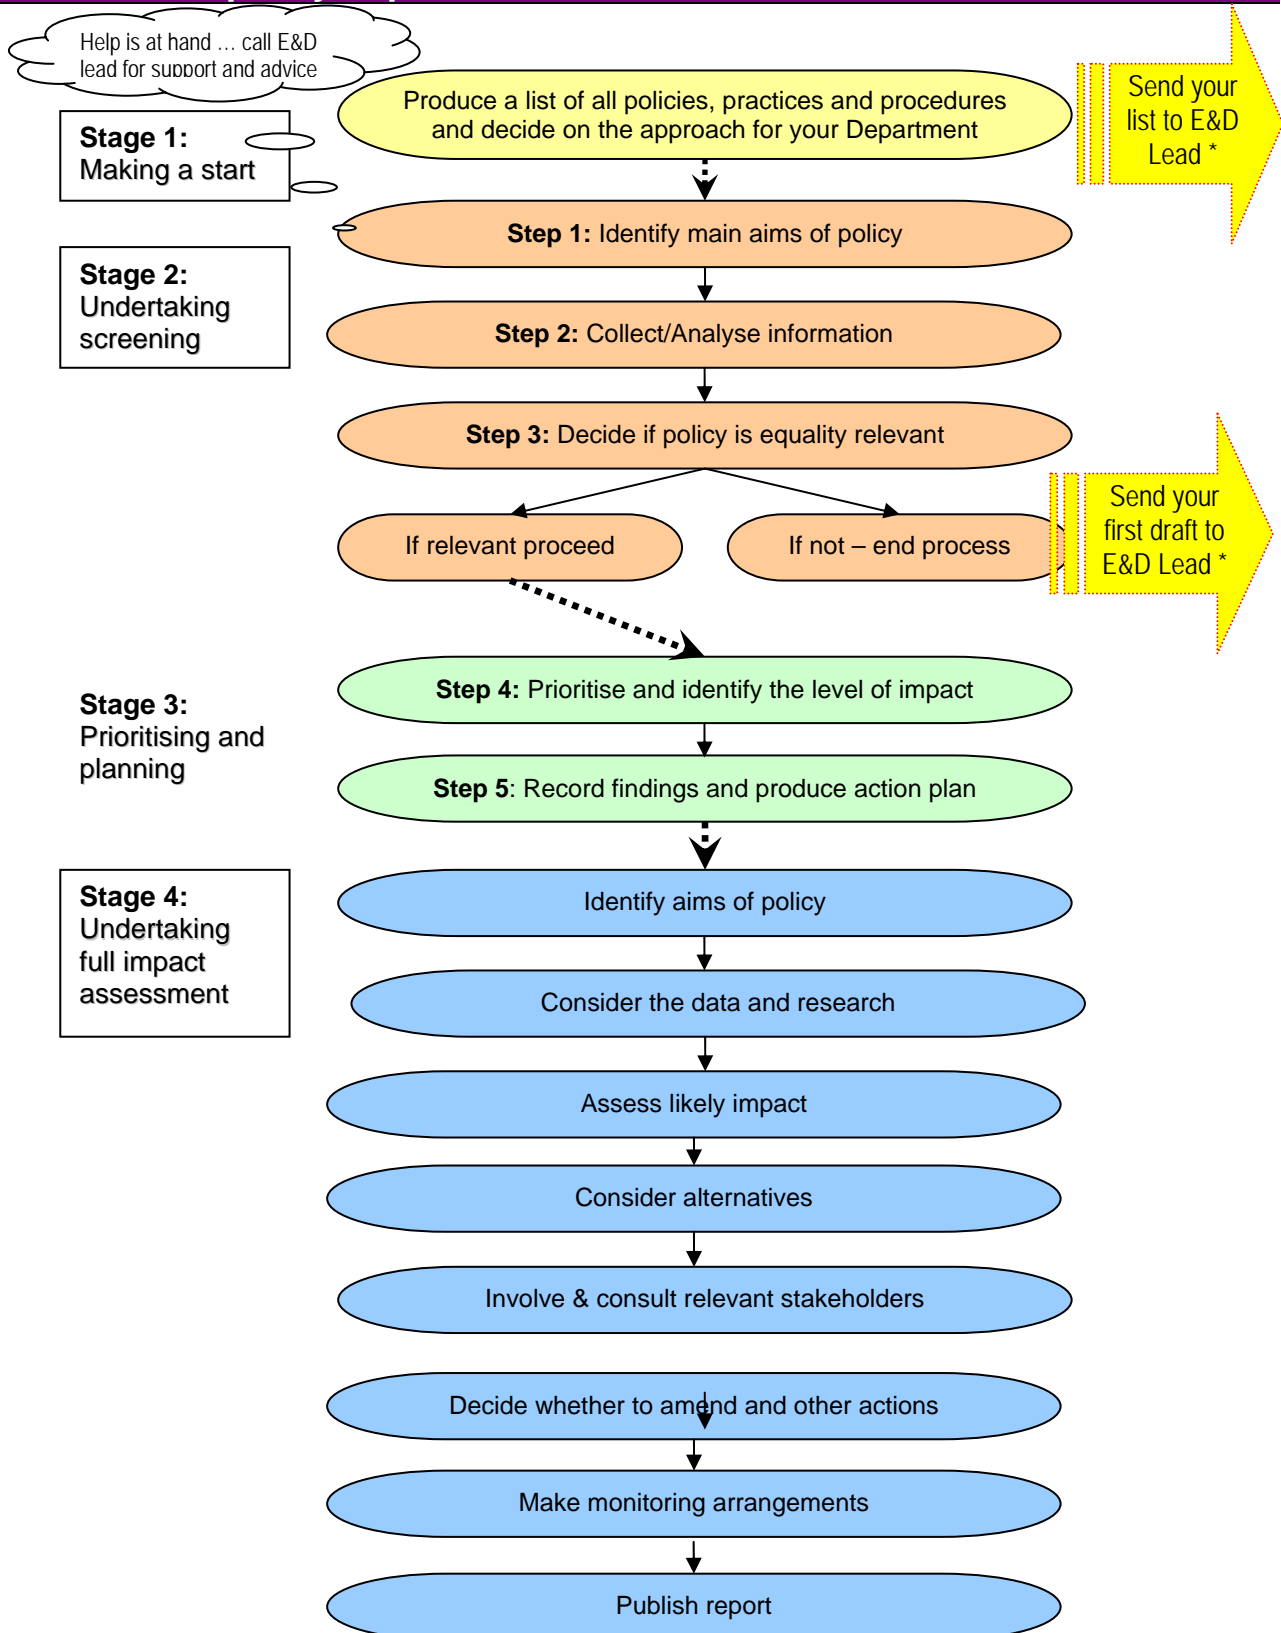 Help is at hand … call E&D
lead for support and advice
Produce a list of all policies, practices and procedures
and decide on the approach for your Department
Send your
list to E&D
Lead *
Stage 1:
Making a start
Step 1: Identify main aims of policy
Stage 2:
Undertaking
screening
Step 2: Collect/Analyse information
Step 3: Decide if policy is equality relevant
If relevant proceed
If not – end process
Send your
first draft to
E&D Lead *
Stage 3:
Prioritising and
planning
Step 4: Prioritise and identify the level of impact
Step 5: Record findings and produce action plan
Stage 4:
Undertaking
full impact
assessment
Identify aims of policy
Consider the data and research
Assess likely impact
Consider alternatives
Involve & consult relevant stakeholders
Decide whether to amend and other actions
Make monitoring arrangements
Publish report